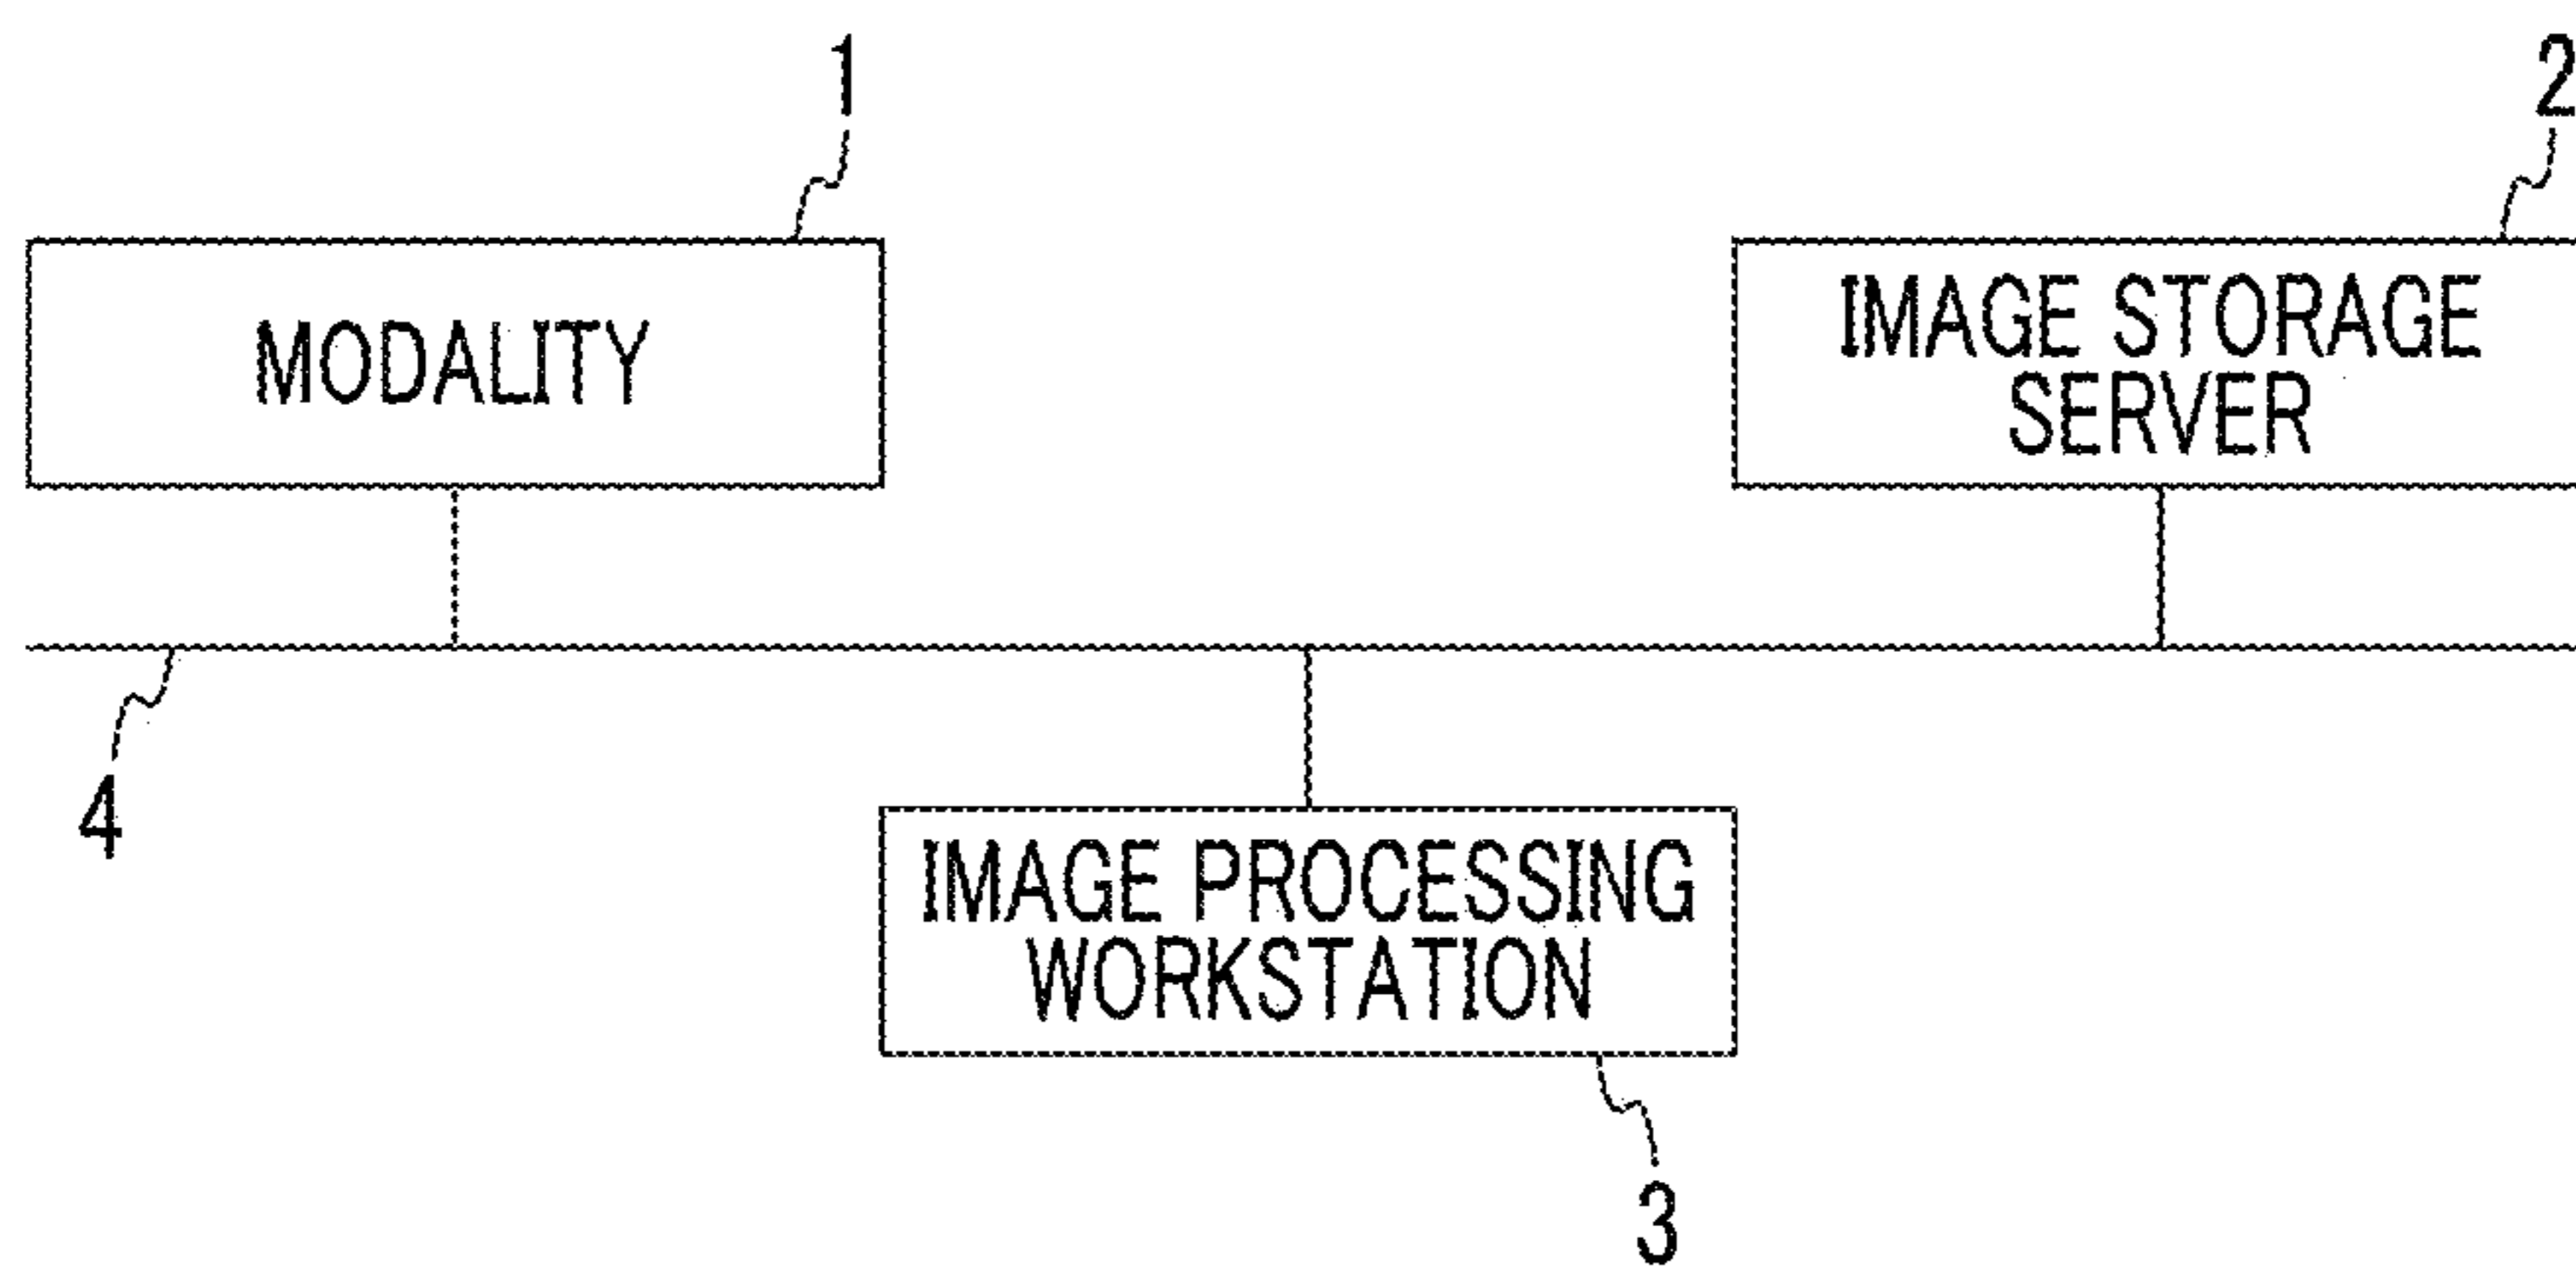 1
2
MODALITY
IMAGE STORAGE
SERVER
4
IMAGE PROCESSING
WORKSTATION
3